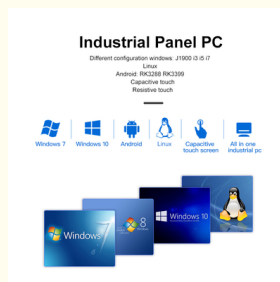 Industrial Panel PC
Different configuration windows J1900 i3 i5 i7
Linux
Android RK3288 RK3399
Capacitive touch
Resistive touch
Windows 7
Windows 10
Android
Linux
Capacitive
touch screen
All in one
industrial pc
Windows 7
8
Windows 10